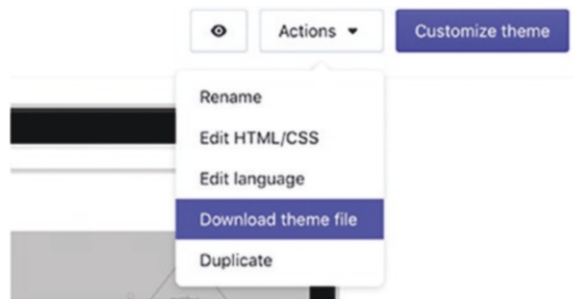 Actions
Customize theme
Rename
Edit HTML/CSS
Edit language
Download theme file
Duplicate